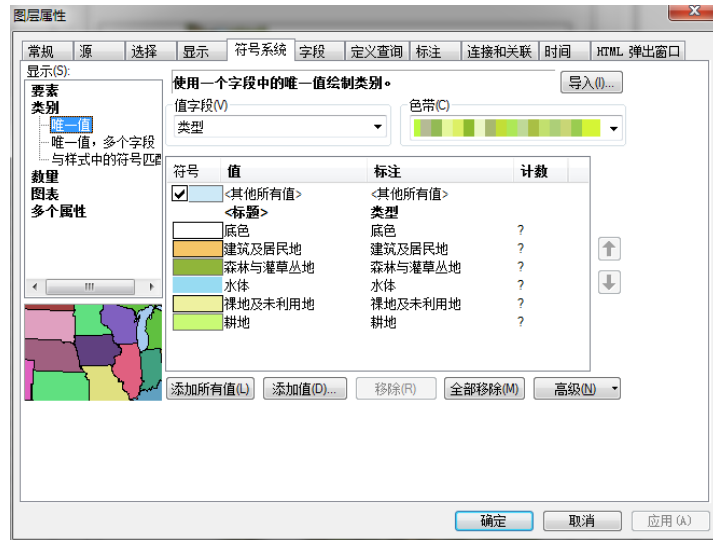 图层属性
常规 源 选择 显示 符号系统 字段 定义查询 标注 连接和关联 时间 HTML 弹出窗口
显示(S):
要素
类别
唯一值
唯一值，多个字段
与样式中的符号匹配
数量
图表
多个属性
使用一个字段中的唯一值绘制类别。
导入(I)...
值字段(V)
类型
色带(C)
符号 值 标注 计数
<其他所有值> <其他所有值>
<标题> 类型
底色 底色 ?
建筑及居民地 建筑及居民地 ?
森林与灌草丛地 森林与灌草丛地 ?
水体 水体 ?
裸地及未利用地 裸地及未利用地 ?
耕地 耕地 ?
添加所有值(L) 添加值(D)... 移除(R) 全部移除(M) 高级(N)
确定 取消 应用(A)